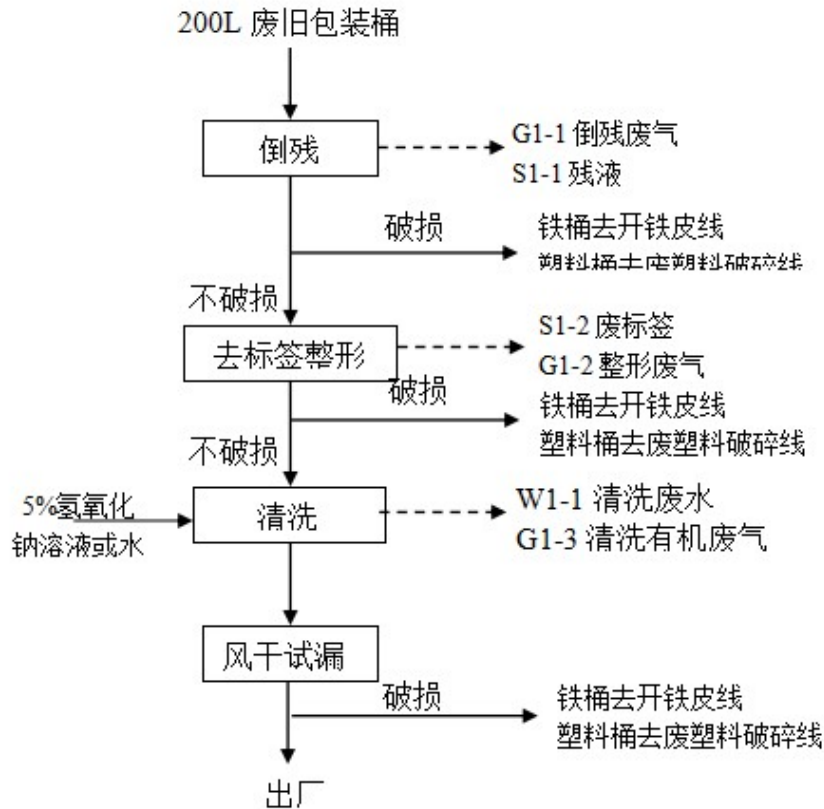 200L 废旧包装桶
倒残
G1-1 倒残废气
S1-1 残液
破损
铁桶去开铁皮线
塑料桶去废塑料破碎线
不破损
去标签整形
S1-2 废标签
G1-2 整形废气
破损
铁桶去开铁皮线
塑料桶去废塑料破碎线
不破损
5%氢氧化
钠溶液或水
清洗
W1-1 清洗废水
G1-3 清洗有机废气
风干试漏
破损
铁桶去开铁皮线
塑料桶去废塑料破碎线
出厂